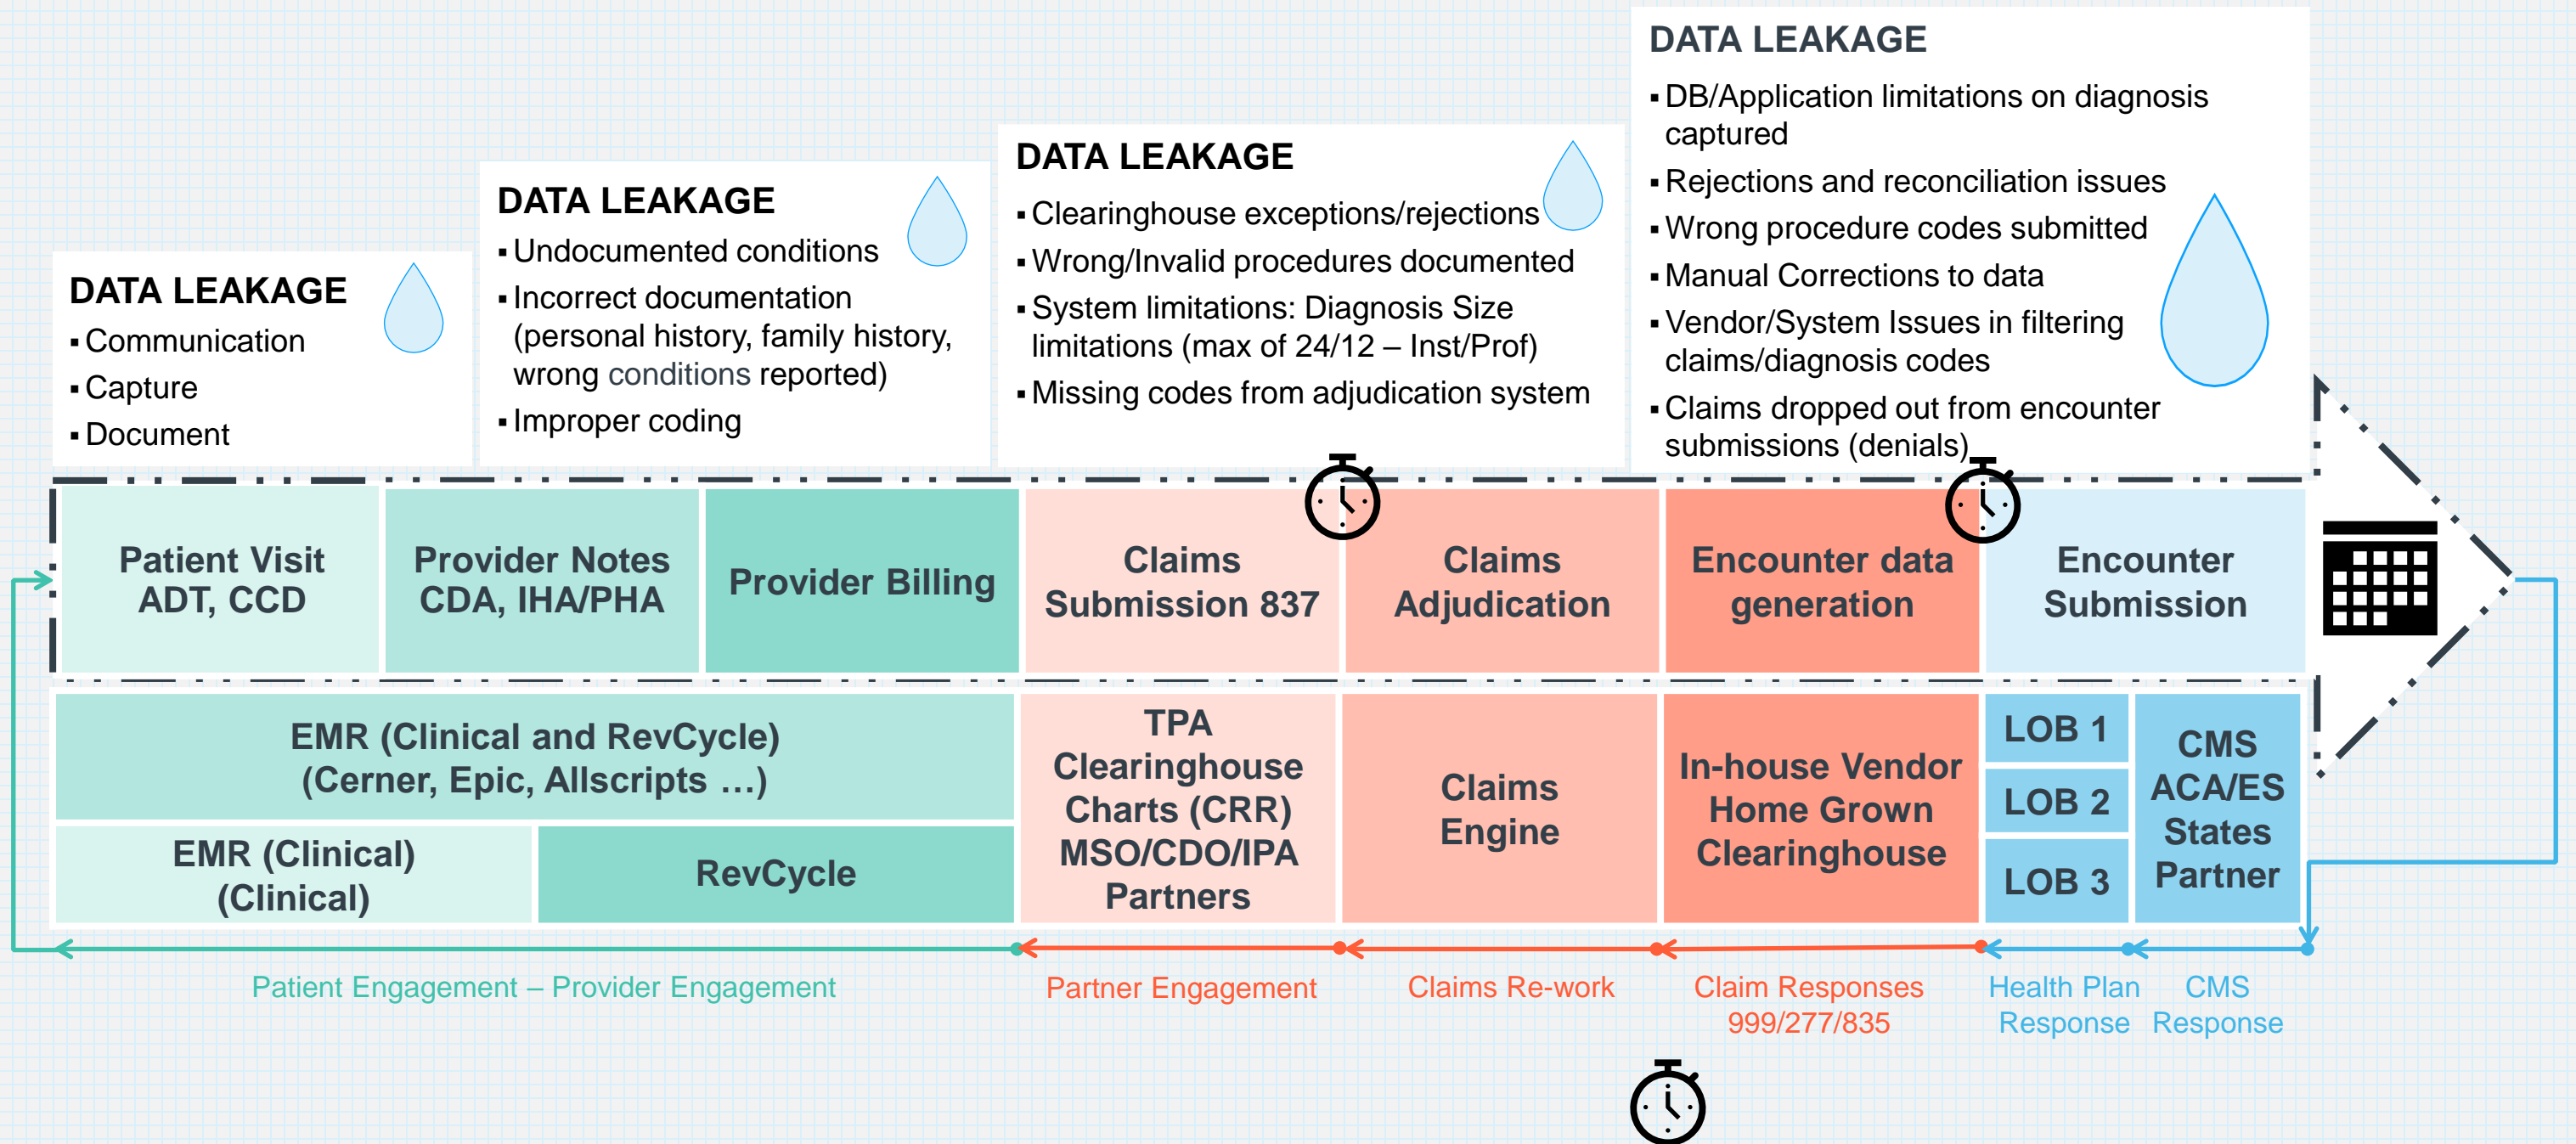 DATA LEAKAGE
▪ Communication
▪ Capture
▪ Document
DATA LEAKAGE
▪ Undocumented conditions
▪ Incorrect documentation
(personal history, family history,
wrong conditions reported)
▪ Improper coding
DATA LEAKAGE
▪ Clearinghouse exceptions/rejections
▪ Wrong/Invalid procedures documented
▪ System limitations: Diagnosis Size
limitations (max of 24/12 – Inst/Prof)
▪ Missing codes from adjudication system
DATA LEAKAGE
▪ DB/Application limitations on diagnosis
captured
▪ Rejections and reconciliation issues
▪ Wrong procedure codes submitted
▪ Manual Corrections to data
▪ Vendor/System Issues in filtering
claims/diagnosis codes
▪ Claims dropped out from encounter
submissions (denials)
Patient Visit
ADT, CCD
Provider Notes
CDA, IHA/PHA
Provider Billing
Claims
Submission 837
Claims
Adjudication
Encounter data
generation
Encounter
Submission
EMR (Clinical and RevCycle)
(Cerner, Epic, Allscripts …)
EMR (Clinical)
(Clinical)
RevCycle
TPA
Clearinghouse
Charts (CRR)
MSO/CDO/IPA
Partners
Claims
Engine
In-house Vendor
Home Grown
Clearinghouse
LOB 1
LOB 2
LOB 3
CMS
ACA/ES
States
Partner
Patient Engagement – Provider Engagement
Partner Engagement
Claims Re-work
Claim Responses
999/277/835
Health Plan
Response
CMS
Response